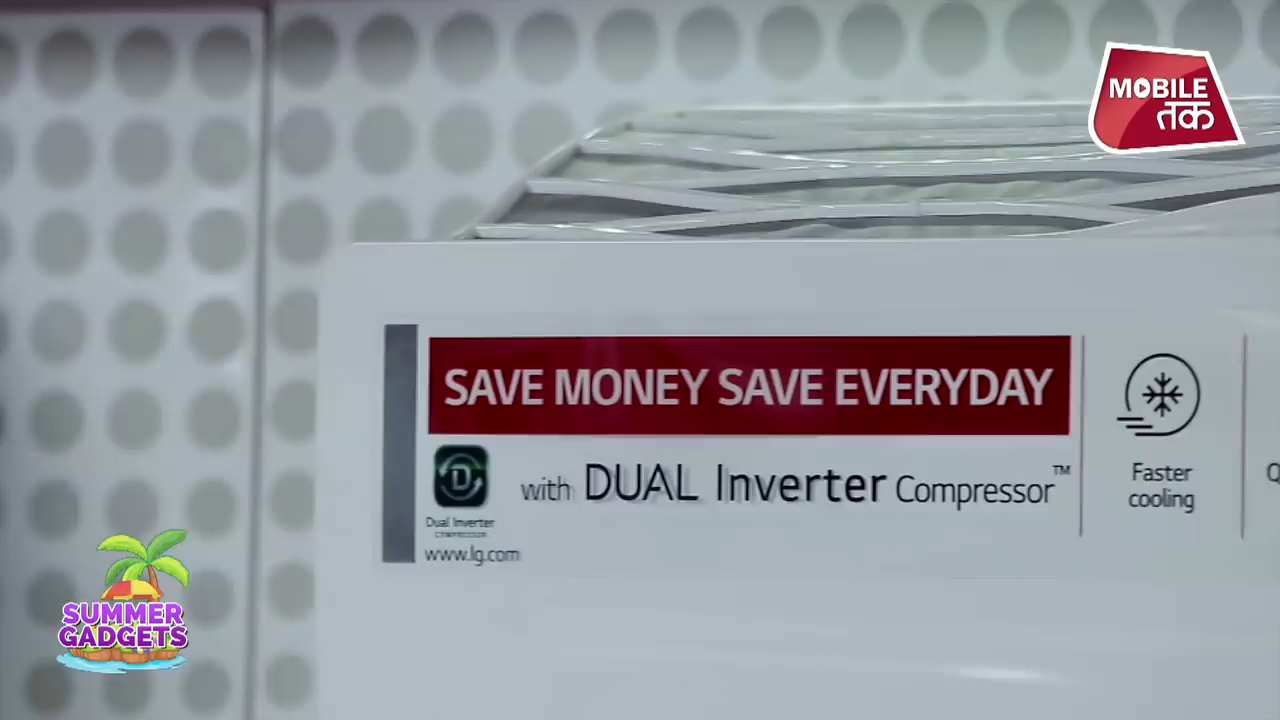 MOBILE
तक
SAVE MONEY SAVE EVERYDAY
D
with DUAL Inverter Compressor™
Dual Inverter
COMPRESSOR
www.lg.com
Faster
cooling
Q
SUMMER
GADGETS